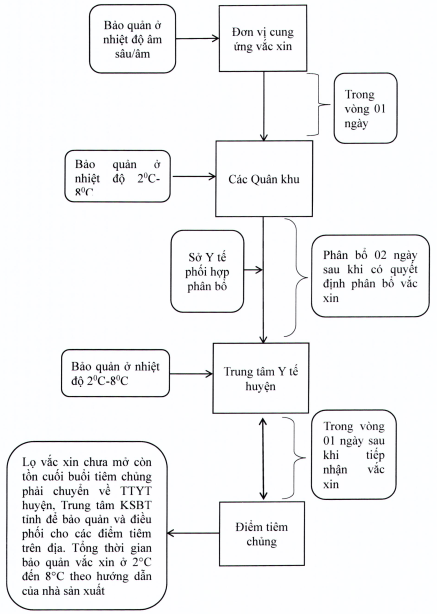 Bảo quản ở
nhiệt độ âm
sâu/âm
Đơn vị cung
ứng vắc xin
Trong
vòng 01
ngày
Bảo quản ở
nhiệt độ 2⁰C-
8⁰C
Các Quân khu
Sở Y tế
phối hợp
phân bổ
Phân bổ 02 ngày
sau khi có quyết
định phân bổ vắc
xin
Bảo quản ở nhiệt
độ 2⁰C-8⁰C
Trung tâm Y tế
huyện
Trong vòng
01 ngày sau
khi tiếp
nhận vắc
xin
Lọ vắc xin chưa mở còn
tồn cuối buổi tiêm chủng
phải chuyển về TTYT
huyện, Trung tâm KSBT
tỉnh để bảo quản và điều
phối cho các điểm tiêm
trên địa. Tổng thời gian
bảo quản vắc xin ở 2°C
đến 8°C theo hướng dẫn
của nhà sản xuất
Điểm tiêm
chủng